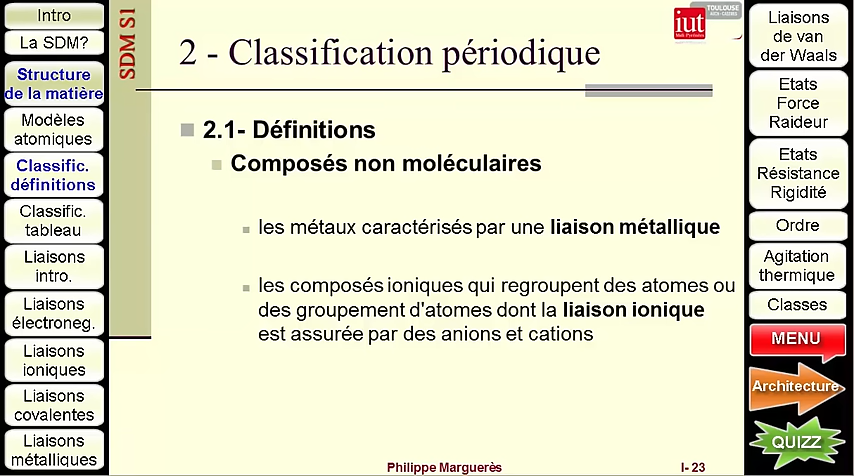 Intro
La SDM?
Structure
de la matière
Modèles
atomiques
Classific.
définitions
Classific.
tableau
Liaisons
intro.
Liaisons
électroneg.
Liaisons
ioniques
Liaisons
covalentes
Liaisons
métalliques
SDM S1
iut
TOULOUSE
2 - Classification périodique
2.1- Définitions
Composés non moléculaires
les métaux caractérisés par une liaison métallique
les composés ioniques qui regroupent des atomes ou
des groupement d'atomes dont la liaison ionique
est assurée par des anions et cations
Philippe Marguerès
I- 23
Liaisons
de van
der Waals
Etats
Force
Raideur
Etats
Résistance
Rigidité
Ordre
Agitation
thermique
Classes
MENU
Architecture
QUIZZ